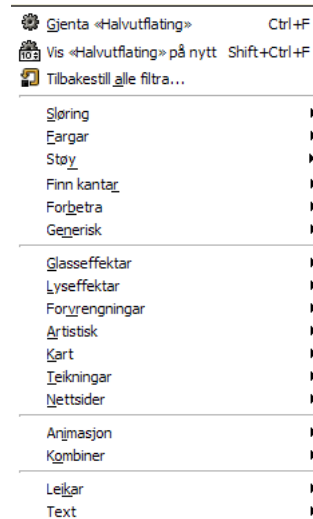 Gjenta «Halvutflating» Ctrl+F
Vis «Halvutflating» på nytt Shift+Ctrl+F
Tilbakestill alle filtra...
Sløring
Fargar
Støy
Finn kantar
Forbetra
Generisk
Glasseffektar
Lyseffektar
Forvrengningar
Artistisk
Kart
Teikningar
Nettsider
Animasjon
Kombiner
Leikar
Text